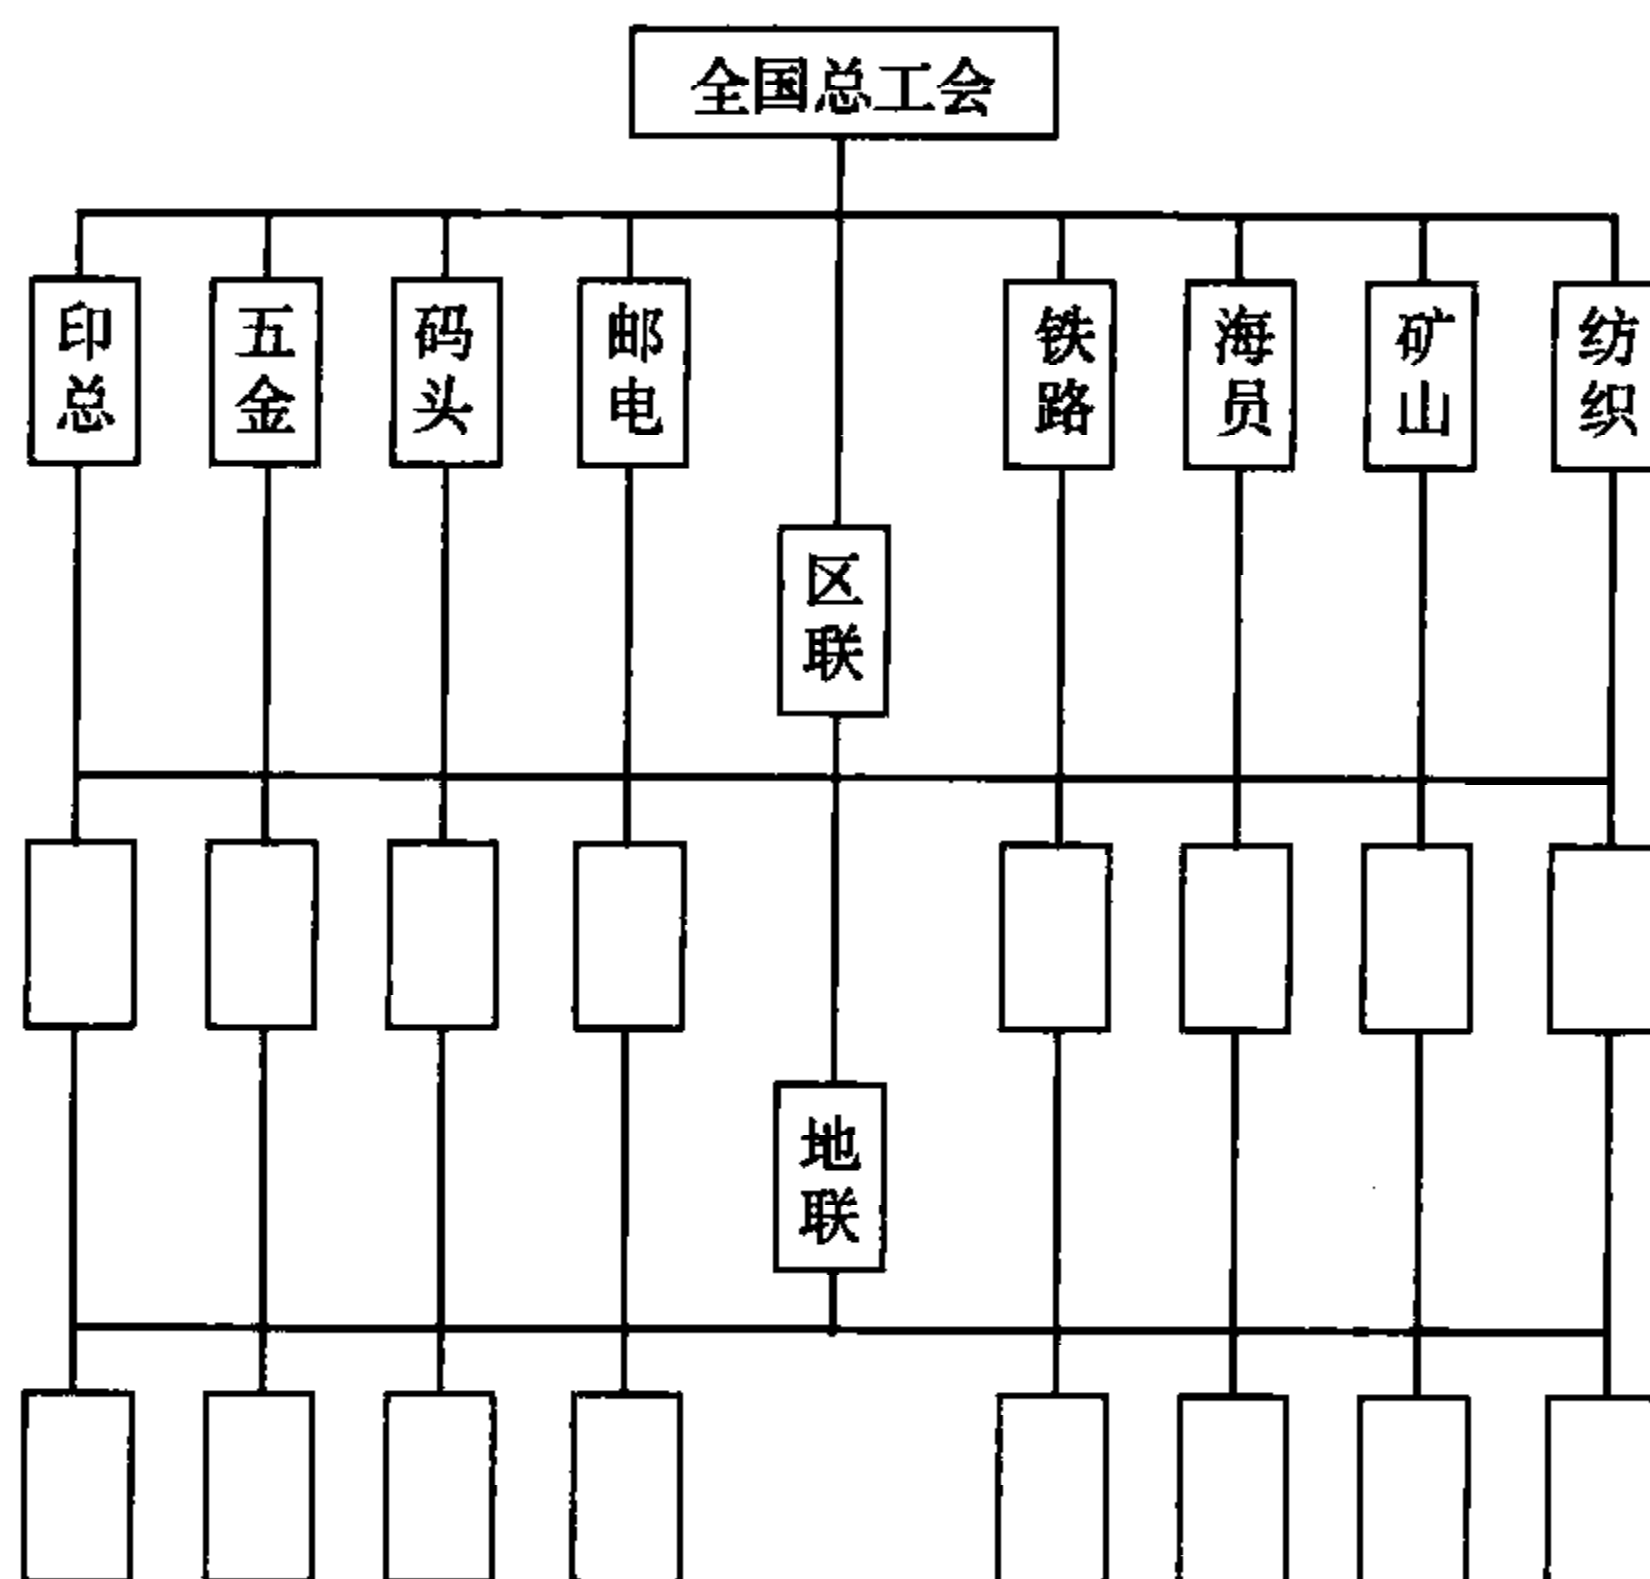 全国总工会
印总
五金
码头
邮电
铁路
海员
矿山
纺织
区联
地联